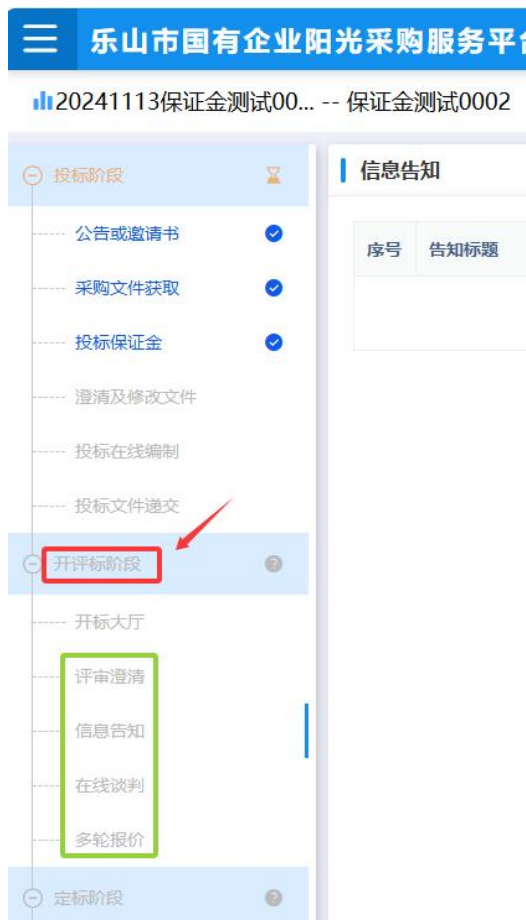 乐山市国有企业阳光采购服务平台
20241113保证金测试00... -- 保证金测试0002
投标阶段
公告或邀请书
采购文件获取
投标保证金
澄清及修改文件
投标在线编制
投标文件递交
开评标阶段
开标大厅
评审澄清
信息告知
在线谈判
多轮报价
定标阶段
信息告知
序号 告知标题